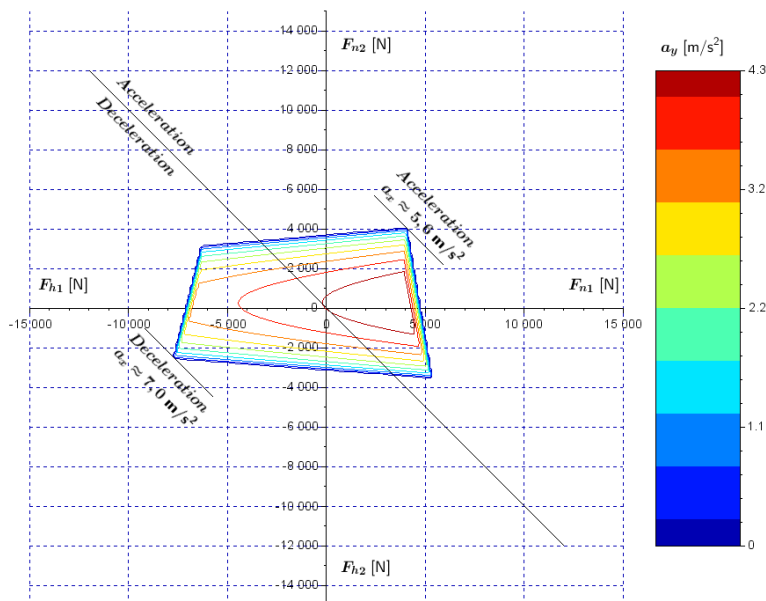 14 000
F_n2 [N]
a_y [m/s²]
12 000
4.3
Acceleration
10 000
Deceleration
8 000
Acceleration
a_x ≈ 5,6 m/s²
6 000
3.2
4 000
2 000
F_h1 [N]
F_n1 [N]
0
2.2
-15 000
-10 000
-5 000
0
5 000
10 000
15 000
-2 000
Deceleration
a_x ≈ 7,0 m/s²
-4 000
1.1
-6 000
-8 000
-10 000
-12 000
0
F_h2 [N]
-14 000